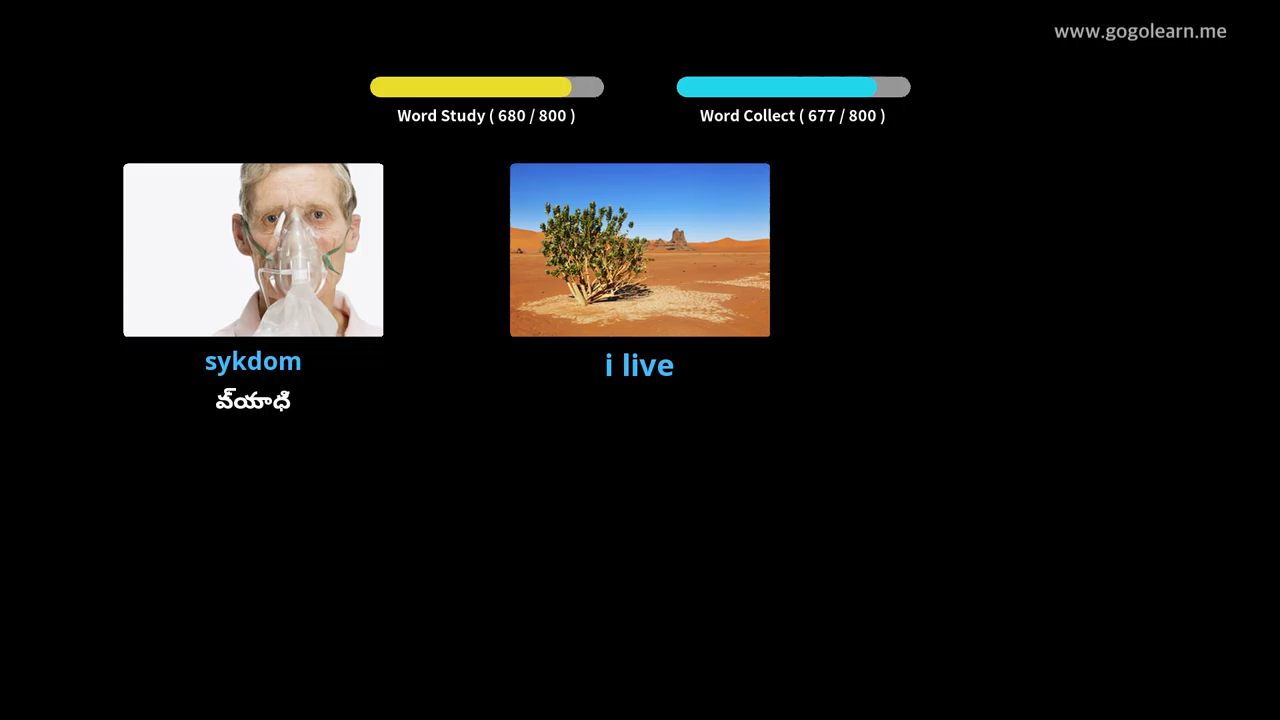 www.gogolearn.me
Word Study ( 680 / 800 )
Word Collect ( 677 / 800 )
sykdom
వ్యాధి
i live